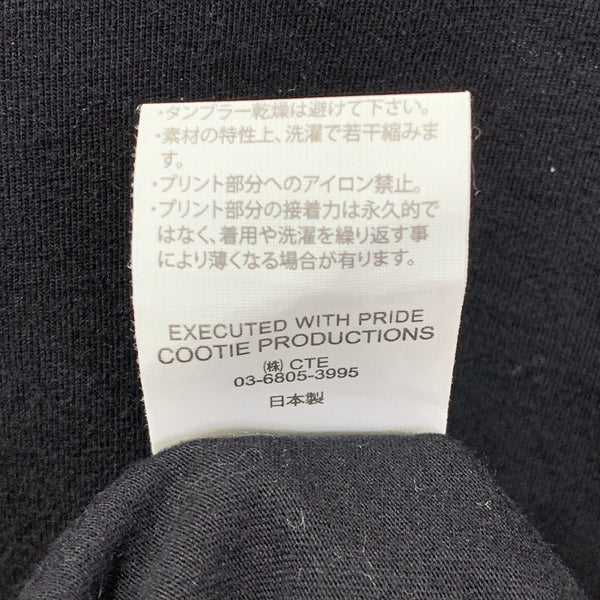 ・タンブラー乾燥は避けて下さい。
・素材の特性上、洗濯で若干縮みま
す。
・プリント部分へのアイロン禁止。
・プリント部分の接着力は永久的で
はなく、着用や洗濯を繰り返す事
により薄くなる場合が有ります。
EXECUTED WITH PRIDE
COOTIE PRODUCTIONS
㈱ CTE
03-6805-3995
日本製